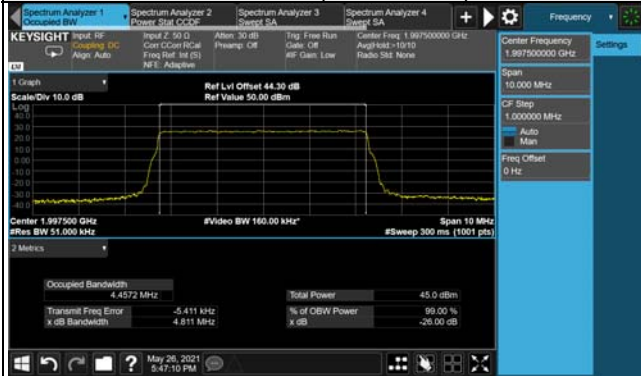 Spectrum Analyzer 1
Occupied BW
Spectrum Analyzer 2
Power Stat CCDF
Spectrum Analyzer 3
Swept SA
Spectrum Analyzer 4
Swept SA
Frequency
KEYSIGHT
Input: RF
Coupling: DC
Align: Auto
Input Z: 50 Ω
Corr CCorr RCal
Freq Ref: Int (S)
NFE: Adaptive
Atten: 30 dB
Preamp: Off
Trig: Free Run
Gate: Off
#IF Gain: Low
Center Freq: 1.997500000 GHz
Avg|Hold:>10/10
Radio Std: None
Center Frequency
1.997500000 GHz
Settings
Span
10.000 MHz
CF Step
1.000000 MHz
Auto
Man
Freq Offset
0 Hz
1 Graph
Scale/Div 10.0 dB
Ref Lvl Offset 44.30 dB
Ref Value 50.00 dBm
Log
40.0
30.0
20.0
10.0
0.00
-10.0
-20.0
-30.0
-40.0
Center 1.997500 GHz
#Res BW 51.000 kHz
#Video BW 160.00 kHz*
Span 10 MHz
#Sweep 300 ms (1001 pts)
2 Metrics
Occupied Bandwidth
4.4572 MHz
Transmit Freq Error
-5.411 kHz
x dB Bandwidth
4.811 MHz
Total Power
45.0 dBm
% of OBW Power
99.00 %
x dB
-26.00 dB
May 26, 2021
5:47:10 PM